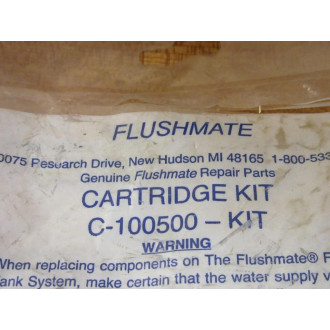 FLUSHMATE
0075 Research Drive, New Hudson MI 48165 1-800-533
Genuine Flushmate Repair Parts
CARTRIDGE KIT
C-100500 – KIT
WARNING
When replacing components on The Flushmate® F
ank System, make certain that the water supply v